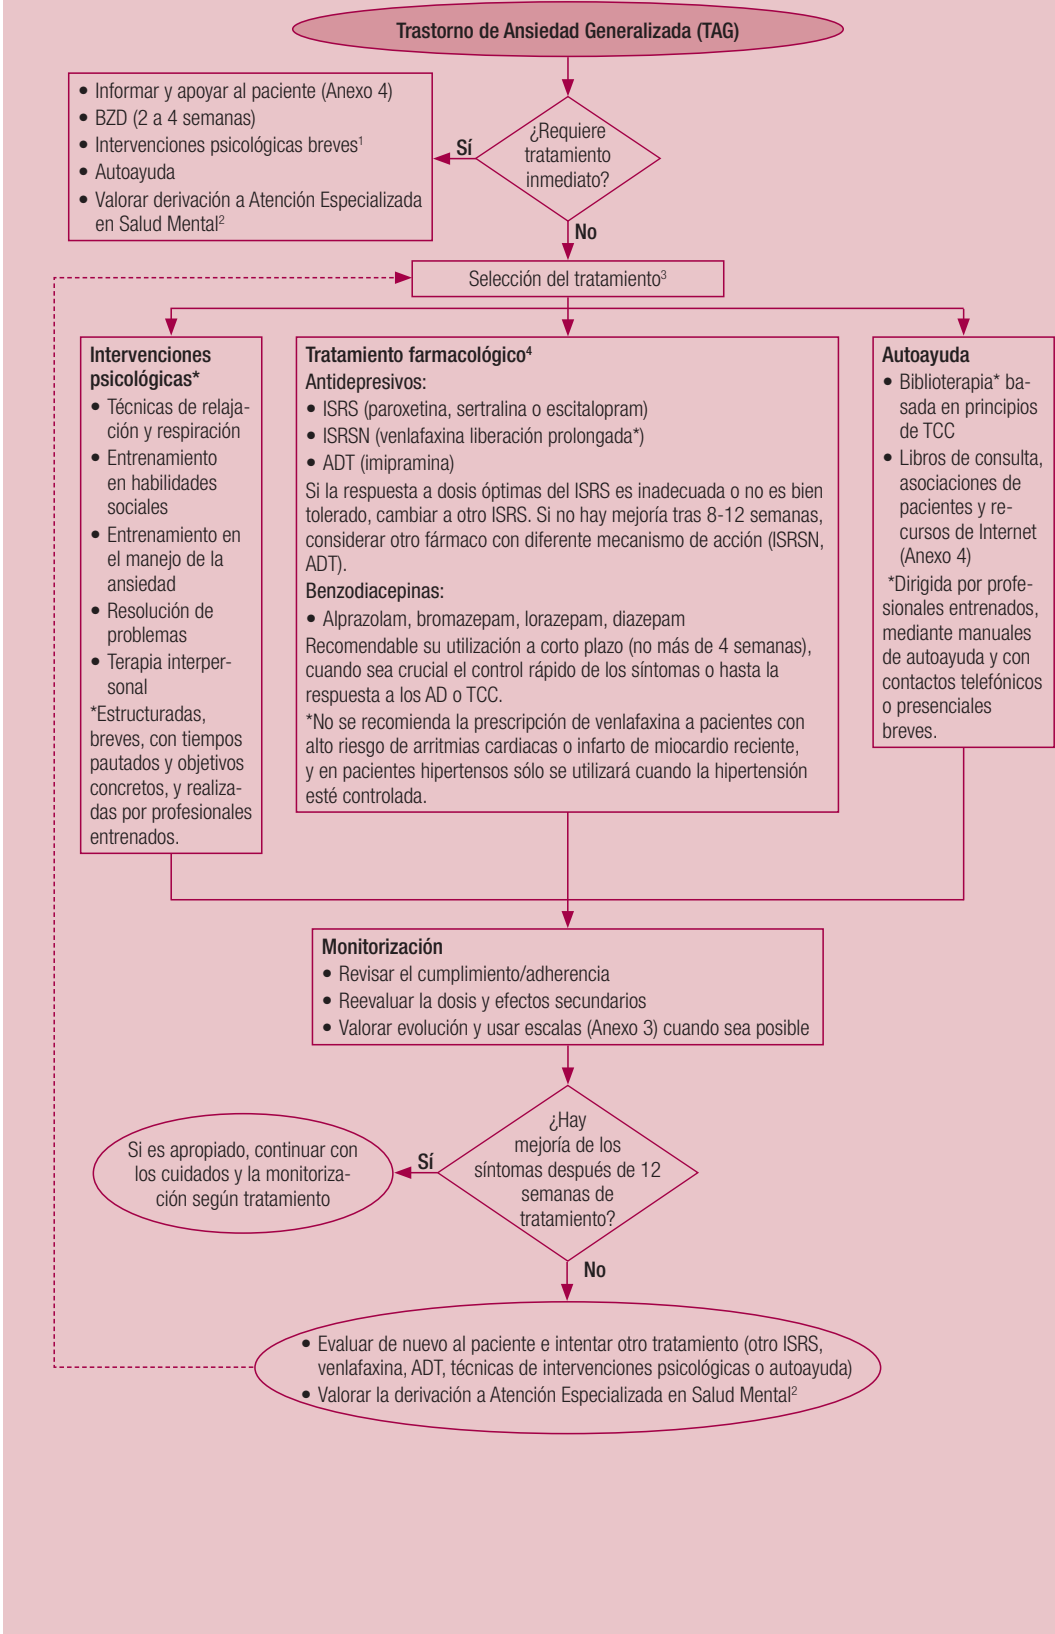 Trastorno de Ansiedad Generalizada (TAG)
• Informar y apoyar al paciente (Anexo 4)
• BZD (2 a 4 semanas)
• Intervenciones psicológicas breves¹
• Autoayuda
• Valorar derivación a Atención Especializada
en Salud Mental²
Sí
¿Requiere
tratamiento
inmediato?
No
Selección del tratamiento³
Intervenciones
psicológicas*
• Técnicas de relaja-
ción y respiración
• Entrenamiento
en habilidades
sociales
• Entrenamiento en
el manejo de la
ansiedad
• Resolución de
problemas
• Terapia interper-
sonal
*Estructuradas,
breves, con tiempos
pautados y objetivos
concretos, y realiza-
das por profesionales
entrenados.
Tratamiento farmacológico⁴
Antidepresivos:
• ISRS (paroxetina, sertralina o escitalopram)
• ISRSN (venlafaxina liberación prolongada*)
• ADT (imipramina)
Si la respuesta a dosis óptimas del ISRS es inadecuada o no es bien
tolerado, cambiar a otro ISRS. Si no hay mejoría tras 8-12 semanas,
considerar otro fármaco con diferente mecanismo de acción (ISRSN,
ADT).
Benzodiacepinas:
• Alprazolam, bromazepam, lorazepam, diazepam
Recomendable su utilización a corto plazo (no más de 4 semanas),
cuando sea crucial el control rápido de los síntomas o hasta la
respuesta a los AD o TCC.
*No se recomienda la prescripción de venlafaxina a pacientes con
alto riesgo de arritmias cardiacas o infarto de miocardio reciente,
y en pacientes hipertensos sólo se utilizará cuando la hipertensión
esté controlada.
Autoayuda
• Biblioterapia* ba-
sada en principios
de TCC
• Libros de consulta,
asociaciones de
pacientes y re-
cursos de Internet
(Anexo 4)
*Dirigida por profe-
sionales entrenados,
mediante manuales
de autoayuda y con
contactos telefónicos
o presenciales
breves.
Monitorización
• Revisar el cumplimiento/adherencia
• Reevaluar la dosis y efectos secundarios
• Valorar evolución y usar escalas (Anexo 3) cuando sea posible
Si es apropiado, continuar con
los cuidados y la monitoriza-
ción según tratamiento
Sí
¿Hay
mejoría de los
síntomas después de 12
semanas de
tratamiento?
No
• Evaluar de nuevo al paciente e intentar otro tratamiento (otro ISRS,
venlafaxina, ADT, técnicas de intervenciones psicológicas o autoayuda)
• Valorar la derivación a Atención Especializada en Salud Mental²